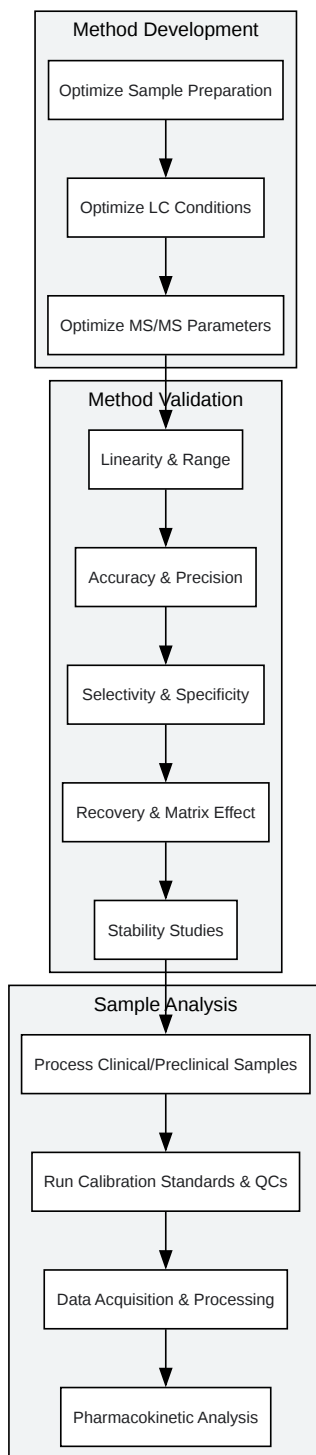 Method Development
Optimize Sample Preparation
Optimize LC Conditions
Optimize MS/MS Parameters
Method Validation
Linearity & Range
Accuracy & Precision
Selectivity & Specificity
Recovery & Matrix Effect
Stability Studies
Sample Analysis
Process Clinical/Preclinical Samples
Run Calibration Standards & QCs
Data Acquisition & Processing
Pharmacokinetic Analysis